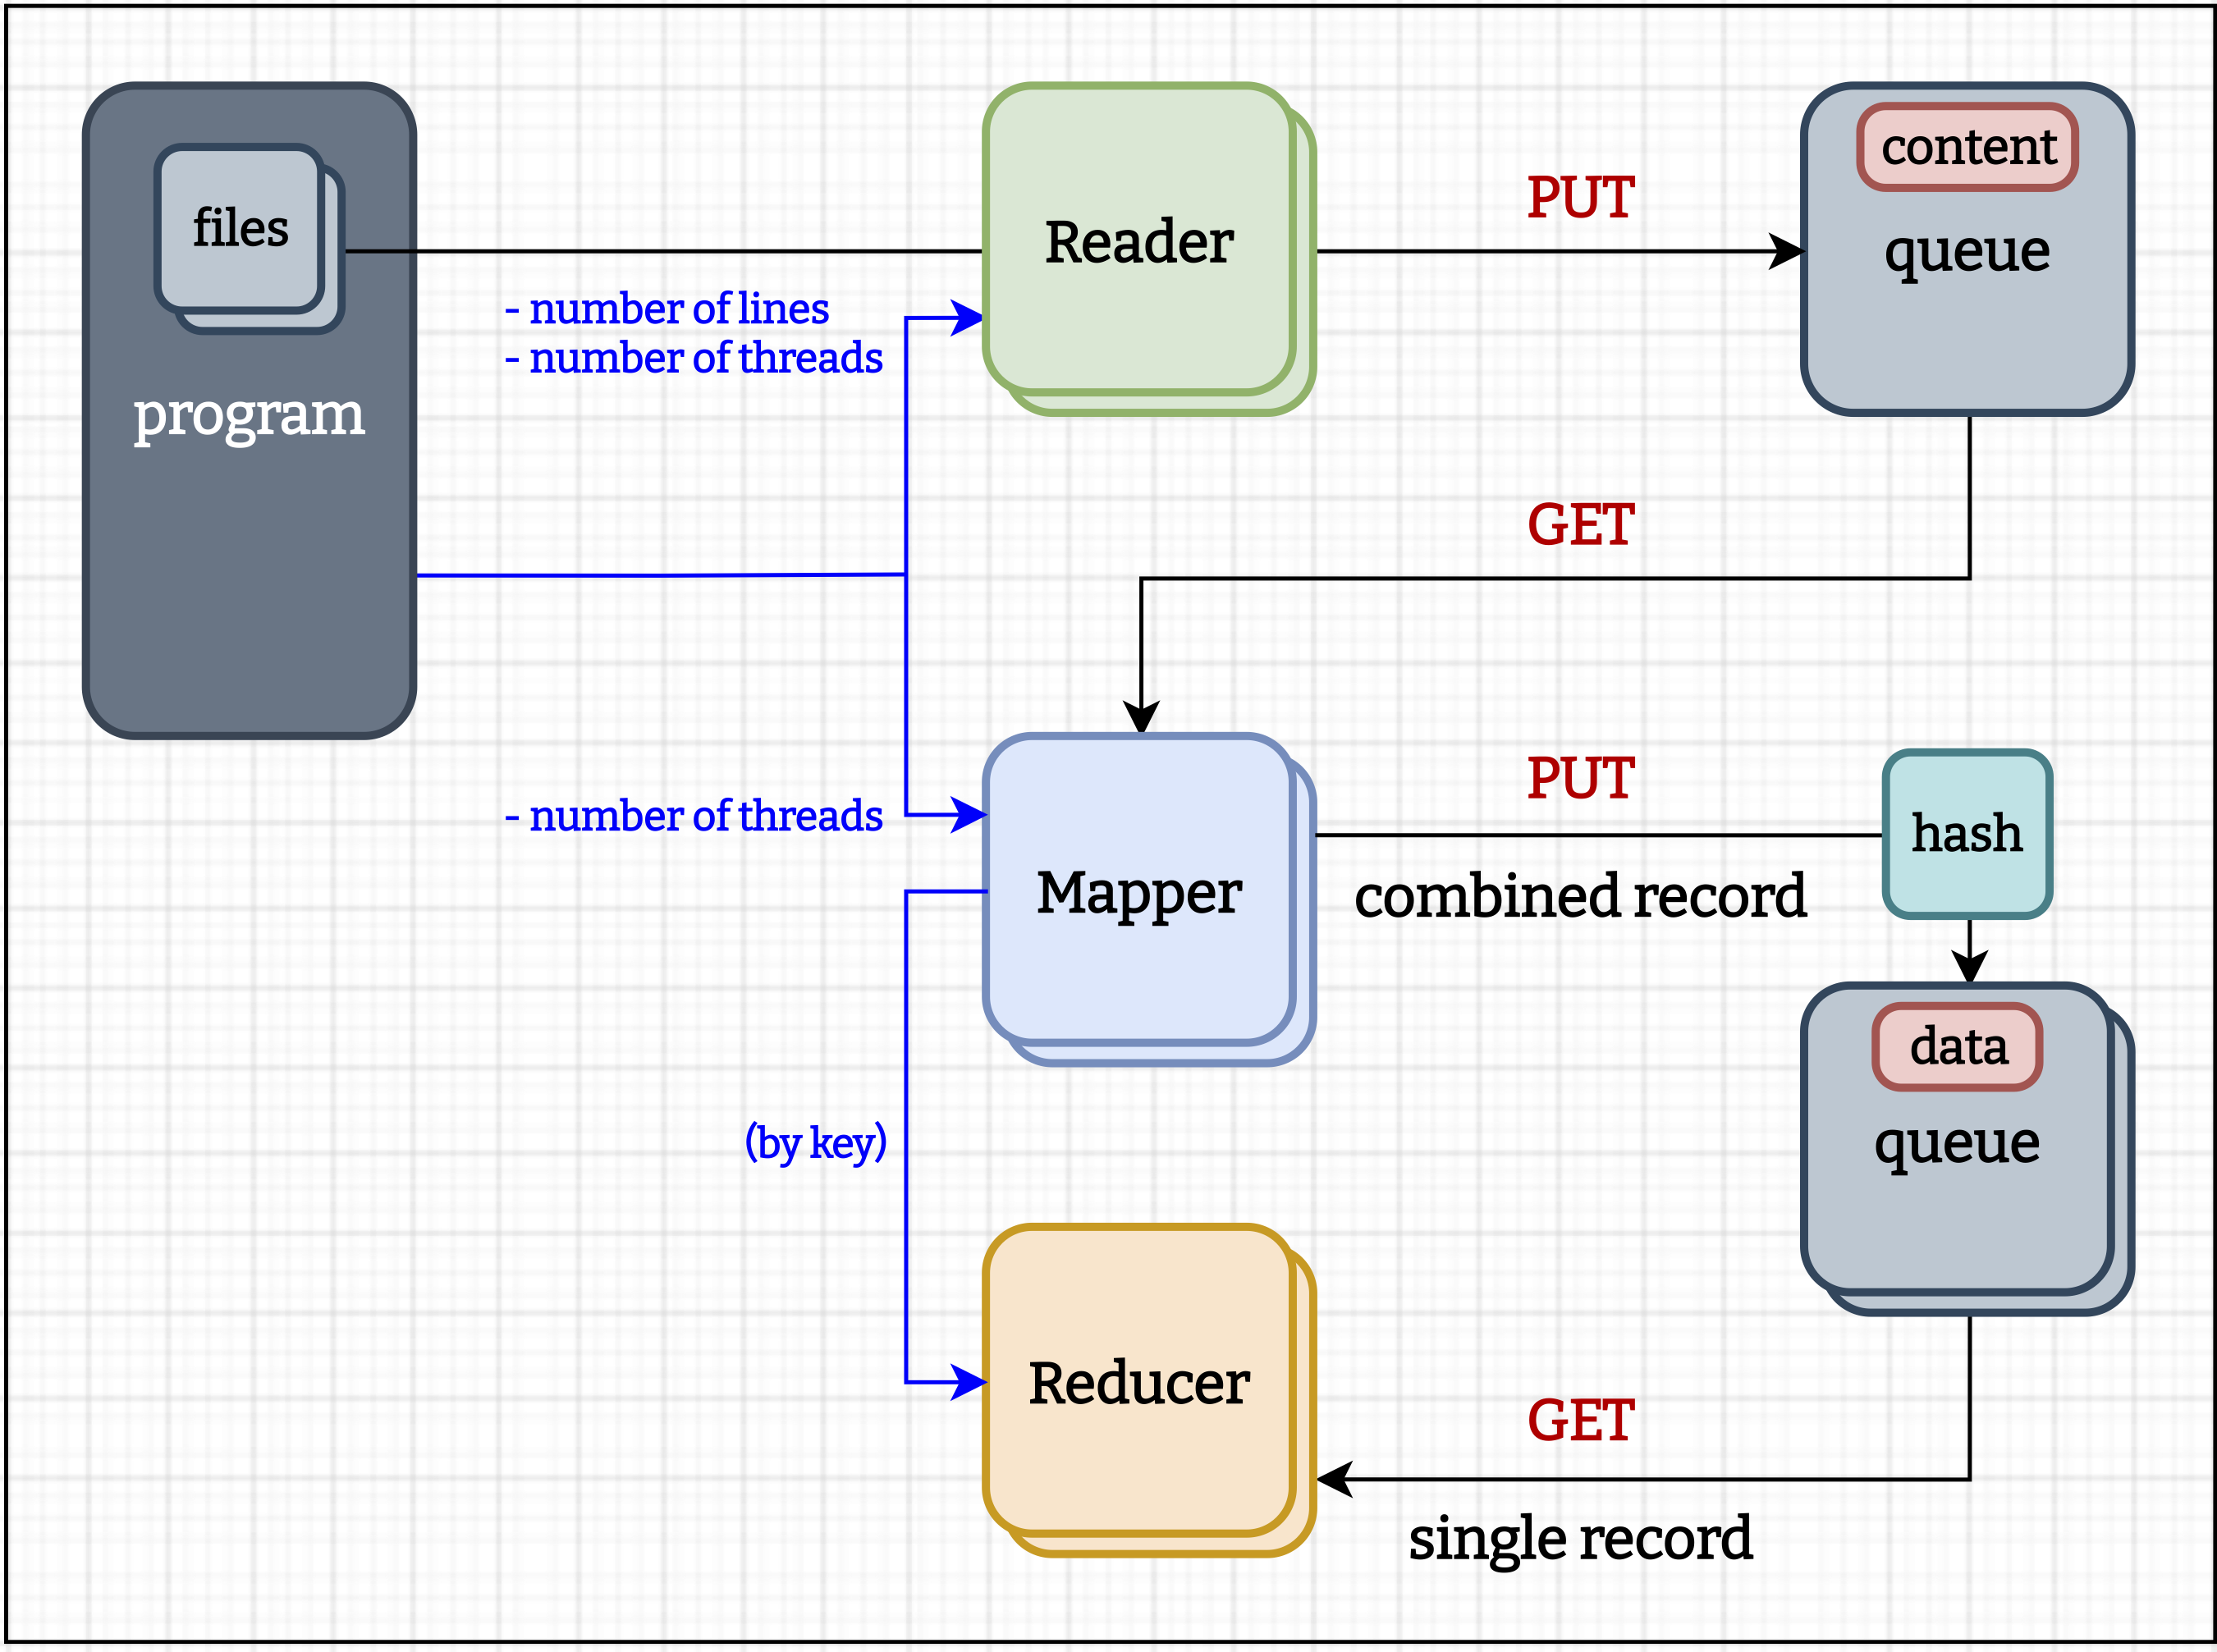 files
program
- number of lines
- number of threads
Reader
PUT
content
queue
GET
- number of threads
Mapper
PUT
combined record
hash
data
queue
(by key)
Reducer
GET
single record